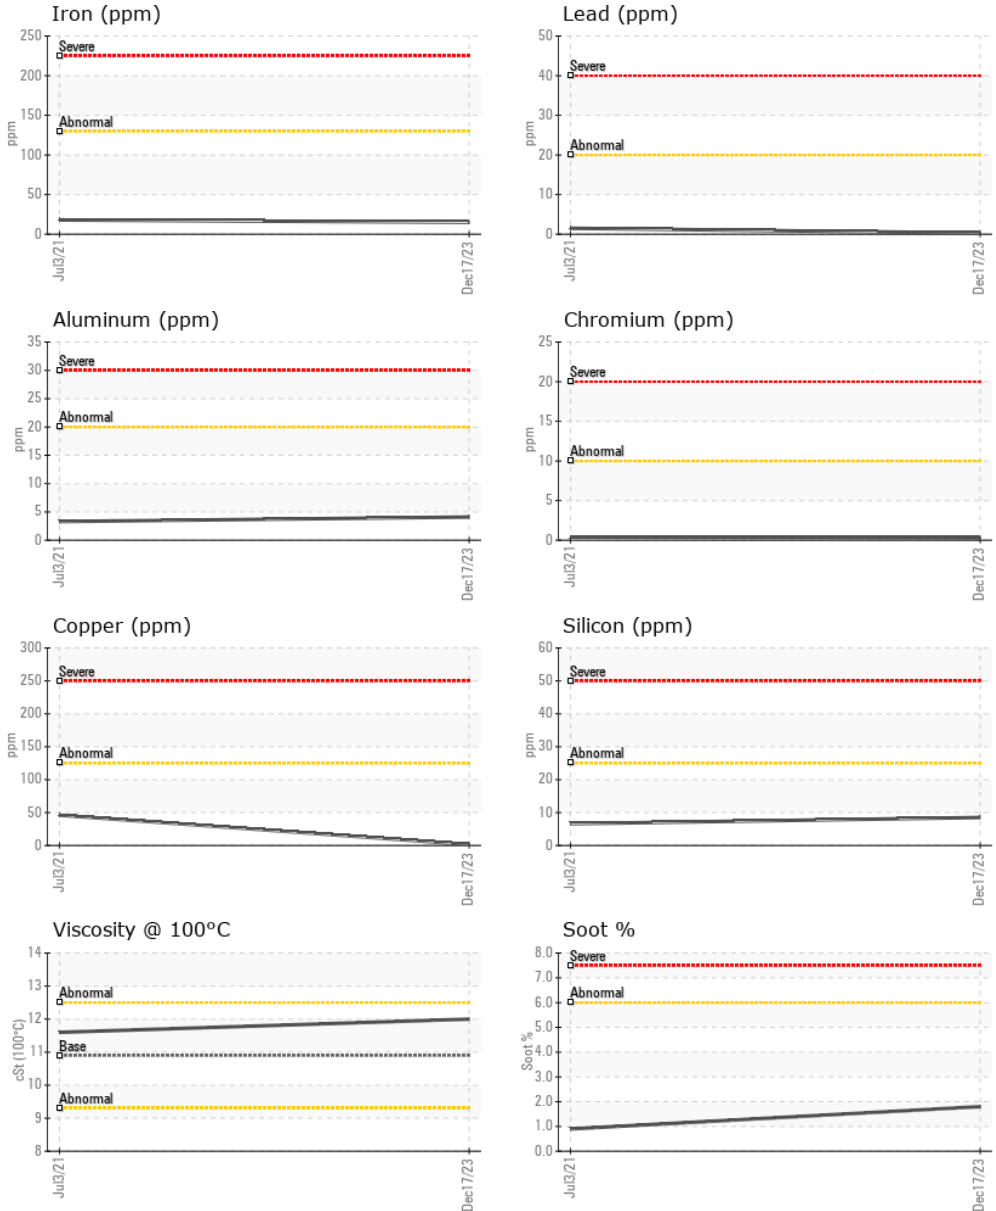 Iron (ppm)
250
200
150
100
50
0
ppm
Severe
Abnormal
Jul3/21
Dec17/23
Lead (ppm)
50
40
30
20
10
0
ppm
Severe
Abnormal
Jul3/21
Dec17/23
Aluminum (ppm)
35
30
25
20
15
10
5
0
ppm
Severe
Abnormal
Jul3/21
Dec17/23
Chromium (ppm)
25
20
15
10
5
0
ppm
Severe
Abnormal
Jul3/21
Dec17/23
Copper (ppm)
300
250
200
150
100
50
0
ppm
Severe
Abnormal
Jul3/21
Dec17/23
Silicon (ppm)
60
50
40
30
20
10
0
ppm
Severe
Abnormal
Jul3/21
Dec17/23
Viscosity @ 100°C
14
13
12
11
10
9
8
cSt (100°C)
Abnormal
Base
Abnormal
Jul3/21
Dec17/23
Soot %
8.0
7.0
6.0
5.0
4.0
3.0
2.0
1.0
0.0
Soot %
Severe
Abnormal
Jul3/21
Dec17/23